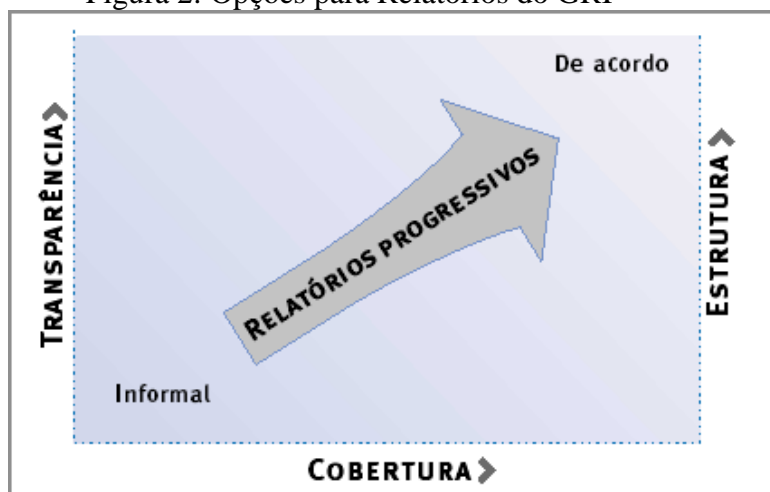 Figura 2: Opções para Relatórios do GRI
De acordo
TRANSPARÊNCIA
RELATÓRIOS PROGRESSIVOS
ESTRUTURA
Informal
COBERTURA